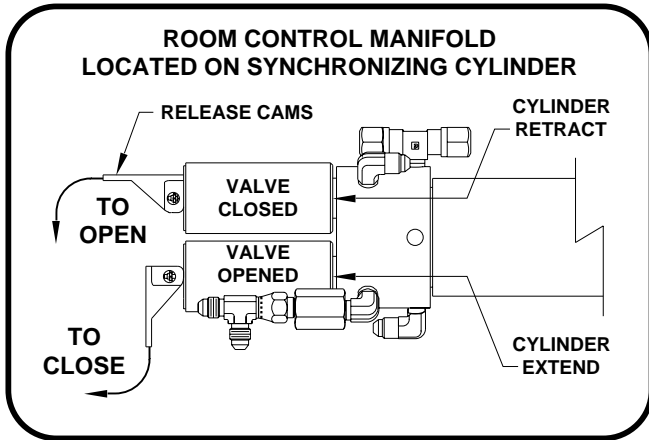 ROOM CONTROL MANIFOLD
LOCATED ON SYNCHRONIZING CYLINDER
RELEASE CAMS
CYLINDER
RETRACT
VALVE
CLOSED
TO
OPEN
VALVE
OPENED
TO
CLOSE
CYLINDER
EXTEND